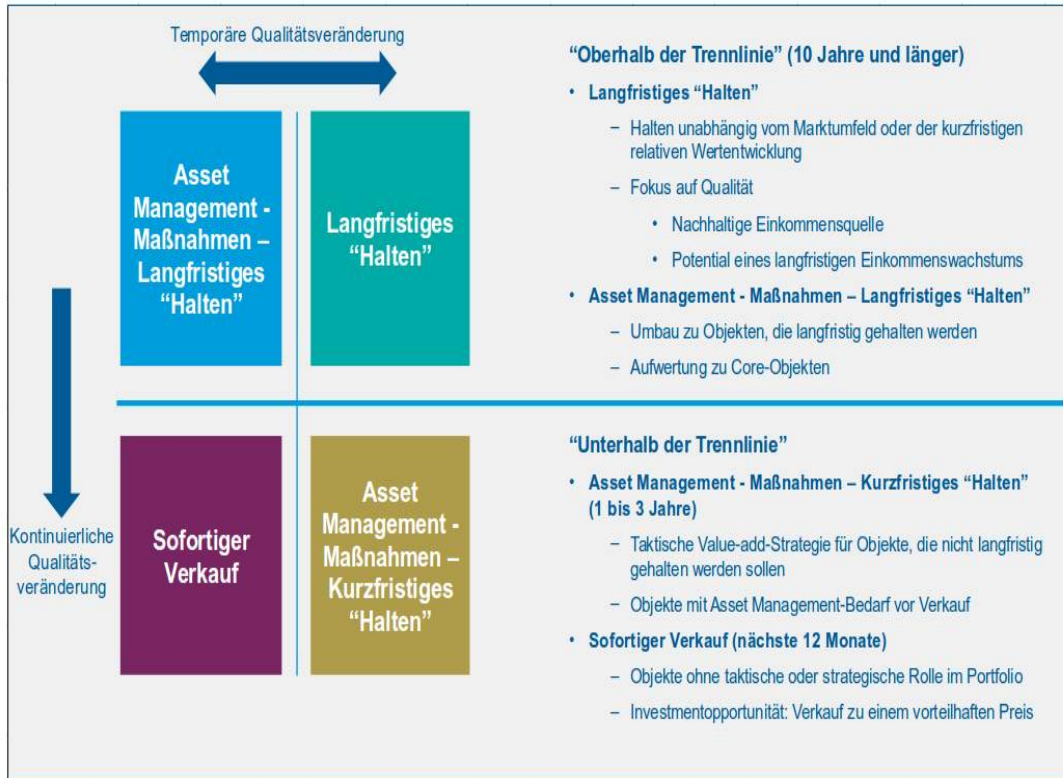 Temporäre Qualitätsveränderung
Asset
Management -
Maßnahmen –
Langfristiges
“Halten”
Langfristiges
“Halten”
Kontinuierliche
Qualitäts-
veränderung
Sofortiger
Verkauf
Asset
Management -
Maßnahmen –
Kurzfristiges
“Halten”
“Oberhalb der Trennlinie” (10 Jahre und länger)
• Langfristiges “Halten”
– Halten unabhängig vom Marktumfeld oder der kurzfristigen
relativen Wertentwicklung
– Fokus auf Qualität
• Nachhaltige Einkommensquelle
• Potential eines langfristigen Einkommenswachstums
• Asset Management - Maßnahmen – Langfristiges “Halten”
– Umbau zu Objekten, die langfristig gehalten werden
– Aufwertung zu Core-Objekten
“Unterhalb der Trennlinie”
• Asset Management - Maßnahmen – Kurzfristiges “Halten”
(1 bis 3 Jahre)
– Taktische Value-add-Strategie für Objekte, die nicht langfristig
gehalten werden sollen
– Objekte mit Asset Management-Bedarf vor Verkauf
• Sofortiger Verkauf (nächste 12 Monate)
– Objekte ohne taktische oder strategische Rolle im Portfolio
– Investmentopportunität: Verkauf zu einem vorteilhaften Preis